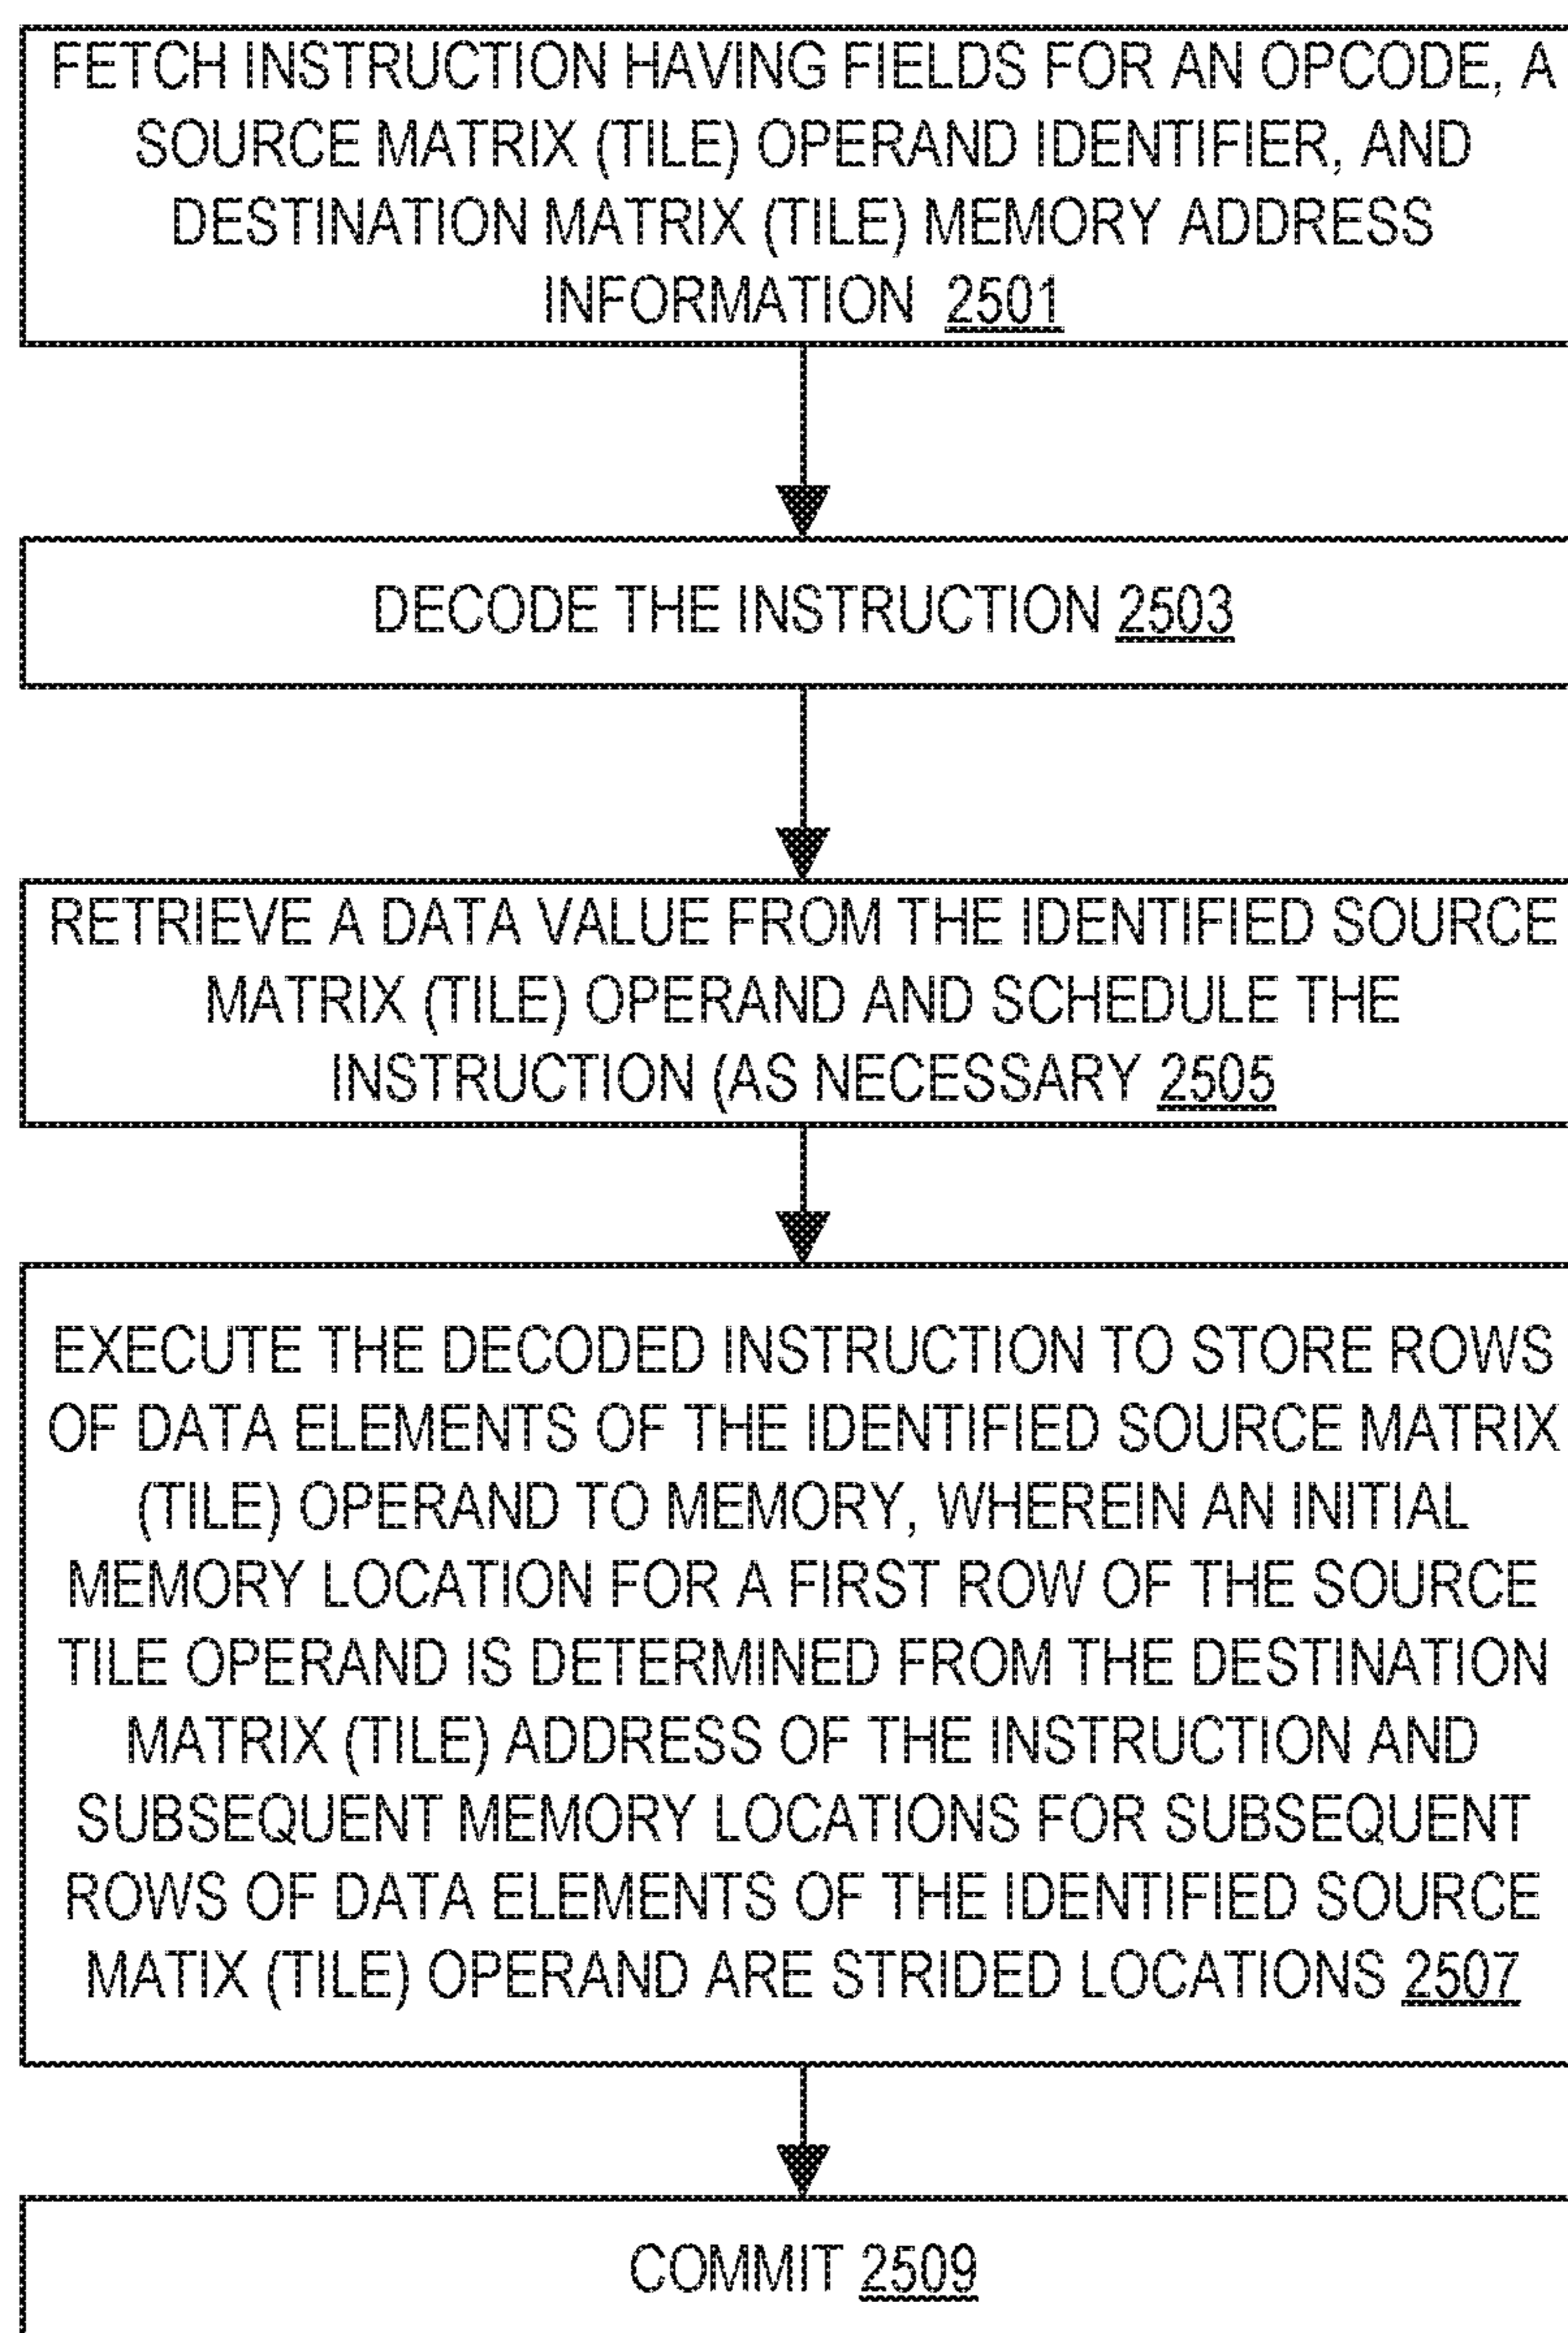 FETCH INSTRUCTION HAVING FIELDS FOR AN OPCODE, A
SOURCE MATRIX (TILE) OPERAND IDENTIFIER, AND
DESTINATION MATRIX (TILE) MEMORY ADDRESS
INFORMATION 2501
DECODE THE INSTRUCTION 2503
RETRIEVE A DATA VALUE FROM THE IDENTIFIED SOURCE
MATRIX (TILE) OPERAND AND SCHEDULE THE
INSTRUCTION (AS NECESSARY 2505
EXECUTE THE DECODED INSTRUCTION TO STORE ROWS
OF DATA ELEMENTS OF THE IDENTIFIED SOURCE MATRIX
(TILE) OPERAND TO MEMORY, WHEREIN AN INITIAL
MEMORY LOCATION FOR A FIRST ROW OF THE SOURCE
TILE OPERAND IS DETERMINED FROM THE DESTINATION
MATRIX (TILE) ADDRESS OF THE INSTRUCTION AND
SUBSEQUENT MEMORY LOCATIONS FOR SUBSEQUENT
ROWS OF DATA ELEMENTS OF THE IDENTIFIED SOURCE
MATIX (TILE) OPERAND ARE STRIDED LOCATIONS 2507
COMMIT 2509